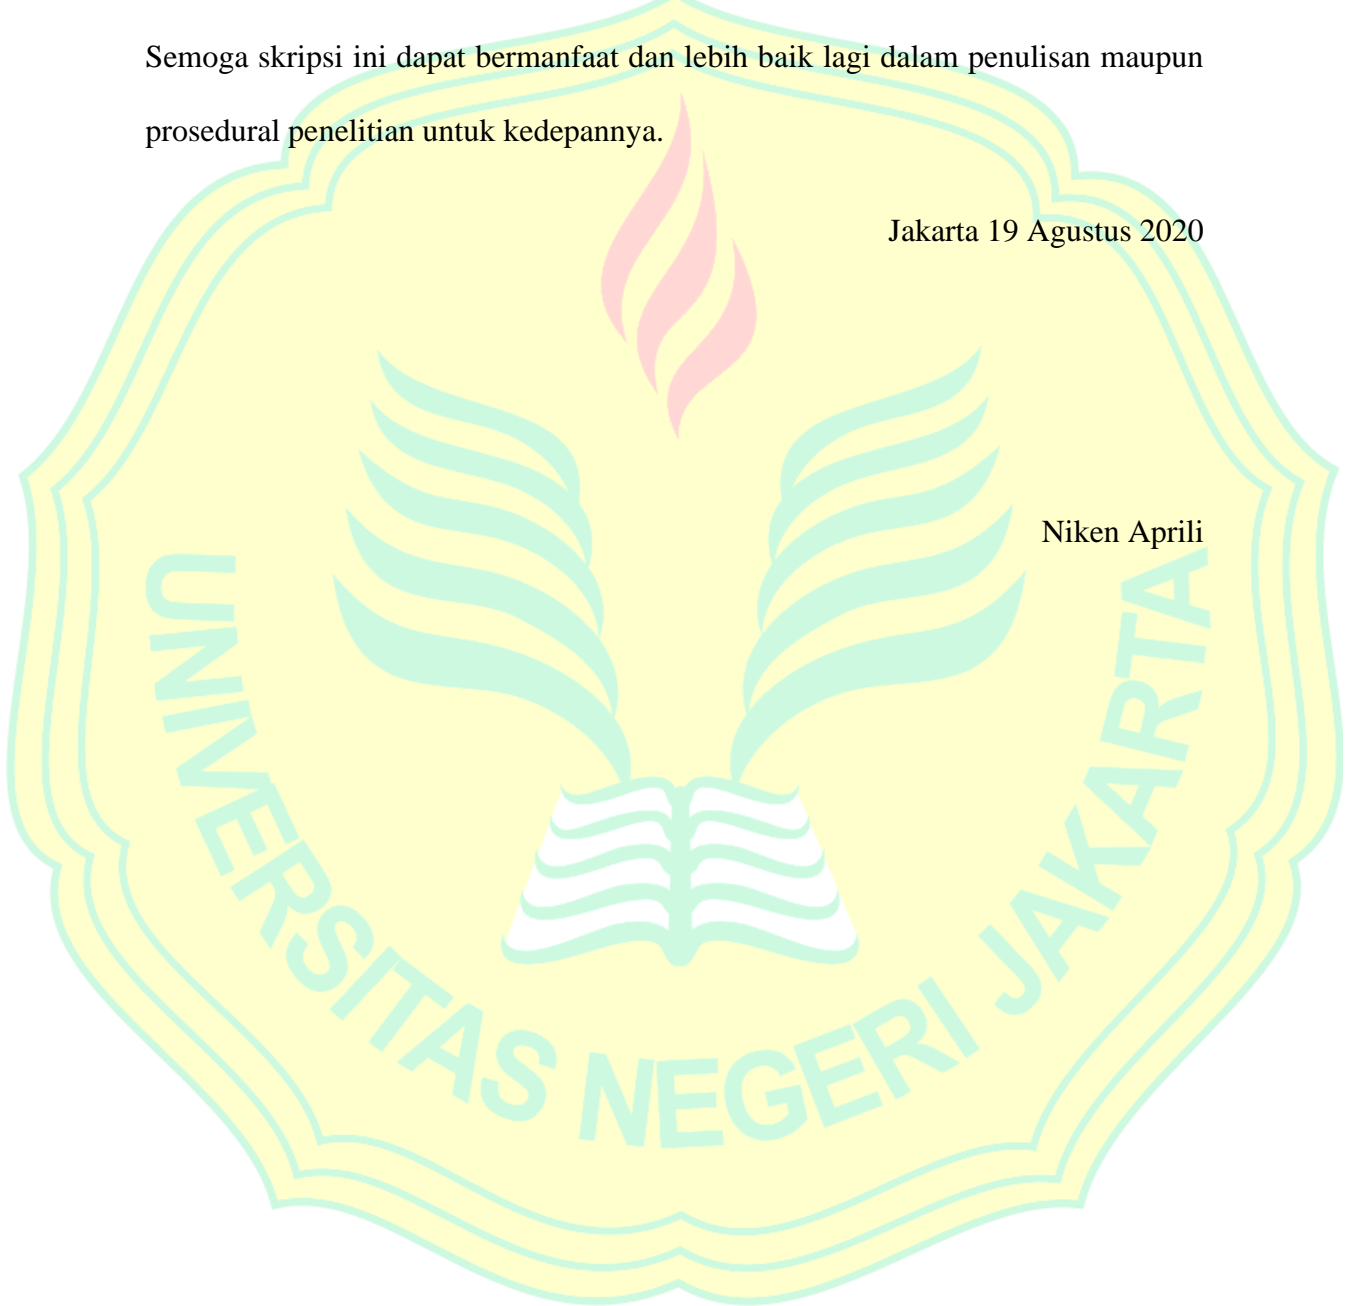 Semoga skripsi ini dapat bermanfaat dan lebih baik lagi dalam penulisan maupun
prosedural penelitian untuk kedepannya.
Jakarta 19 Agustus 2020
Niken Aprili
UNIVERSITAS NEGERI JAKARTA